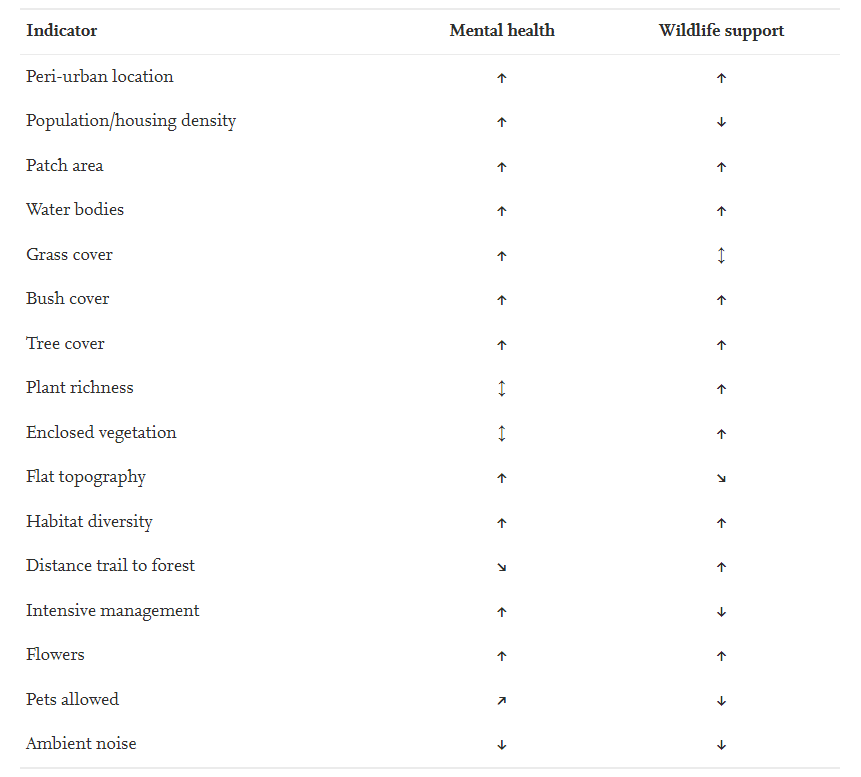 Indicator Mental health Wildlife support
Peri-urban location ↑ ↑
Population/housing density ↑ ↓
Patch area ↑ ↑
Water bodies ↑ ↑
Grass cover ↑ ↕
Bush cover ↑ ↑
Tree cover ↑ ↑
Plant richness ↕ ↑
Enclosed vegetation ↕ ↑
Flat topography ↑ ↘
Habitat diversity ↑ ↑
Distance trail to forest ↘ ↑
Intensive management ↑ ↓
Flowers ↑ ↑
Pets allowed ↗ ↓
Ambient noise ↓ ↓